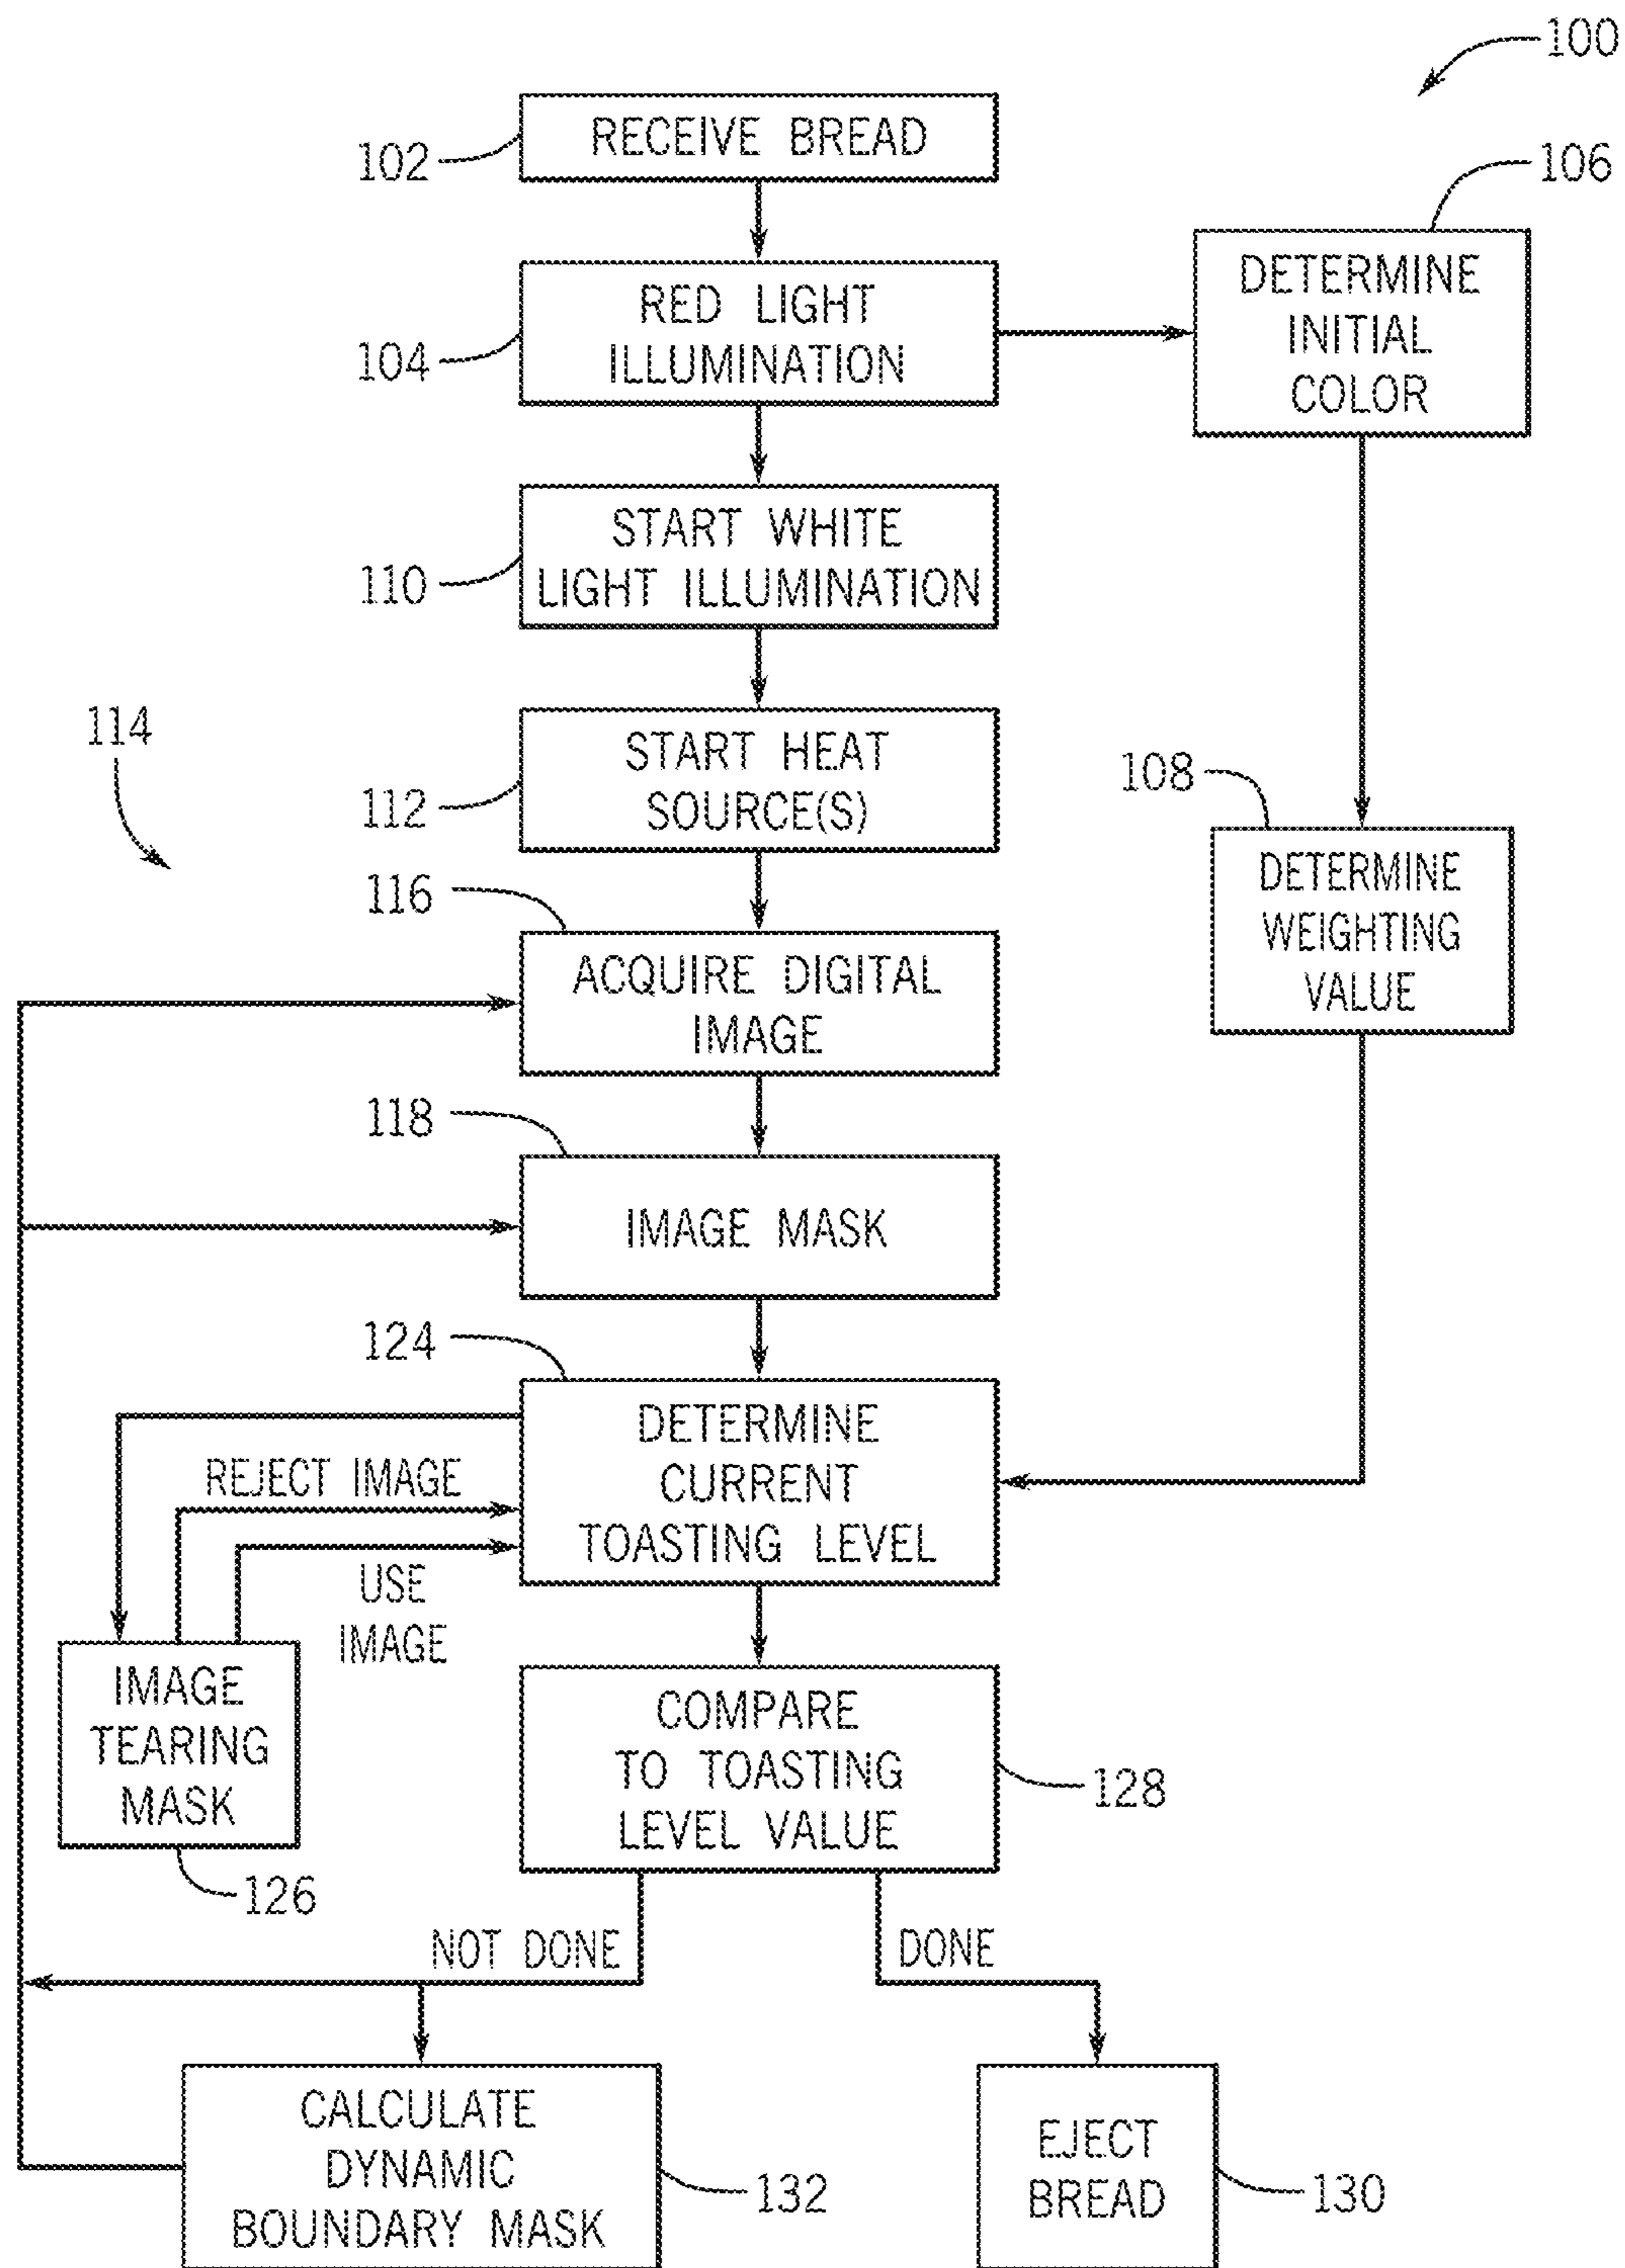 100
RECEIVE BREAD
102
106
RED LIGHT
ILLUMINATION
104
DETERMINE
INITIAL
COLOR
START WHITE
LIGHT ILLUMINATION
110
114
START HEAT
SOURCE(S)
112
108
DETERMINE
WEIGHTING
VALUE
116
ACQUIRE DIGITAL
IMAGE
118
IMAGE MASK
124
DETERMINE
CURRENT
TOASTING LEVEL
REJECT IMAGE
USE
IMAGE
IMAGE
TEARING
MASK
126
COMPARE
TO TOASTING
LEVEL VALUE
128
NOT DONE
DONE
CALCULATE
DYNAMIC
BOUNDARY MASK
132
EJECT
BREAD
130